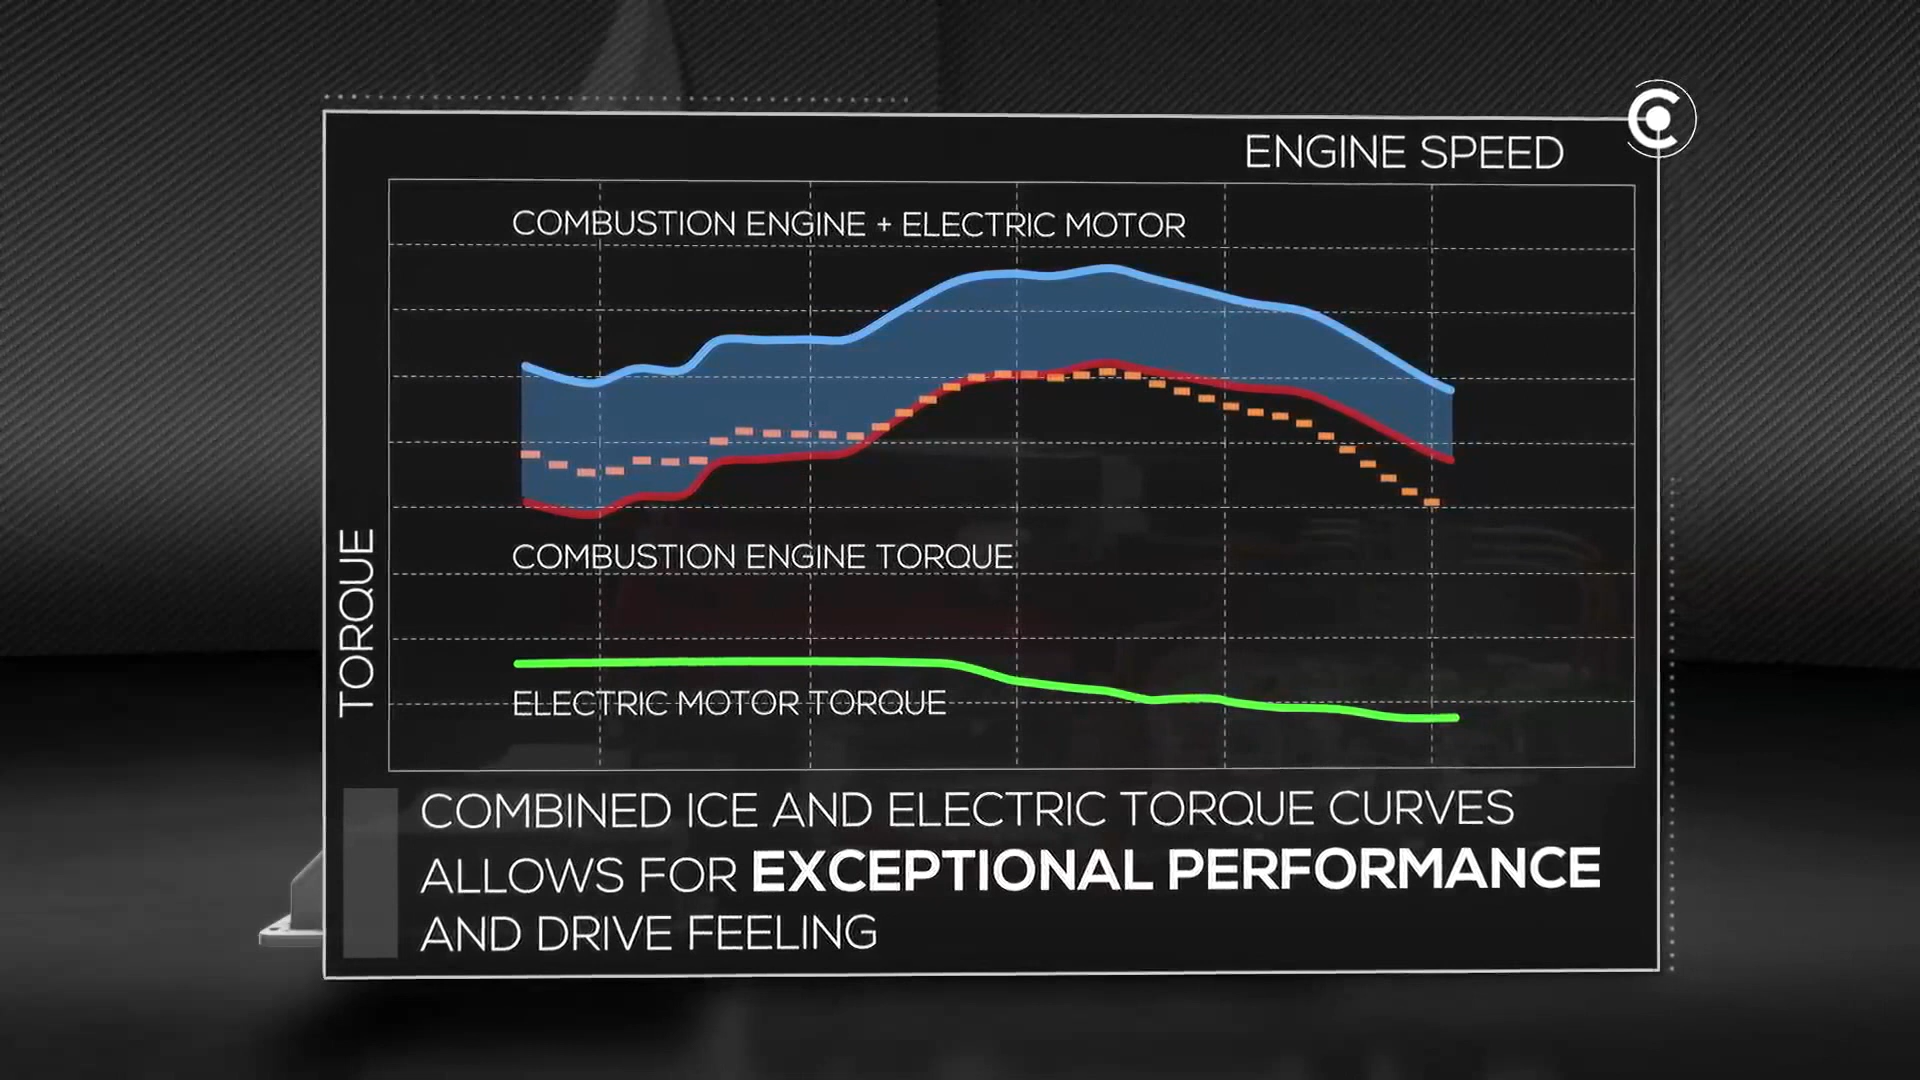 ENGINE SPEED
COMBUSTION ENGINE + ELECTRIC MOTOR
TORQUE
COMBUSTION ENGINE TORQUE
ELECTRIC MOTOR TORQUE
COMBINED ICE AND ELECTRIC TORQUE CURVES
ALLOWS FOR EXCEPTIONAL PERFORMANCE
AND DRIVE FEELING